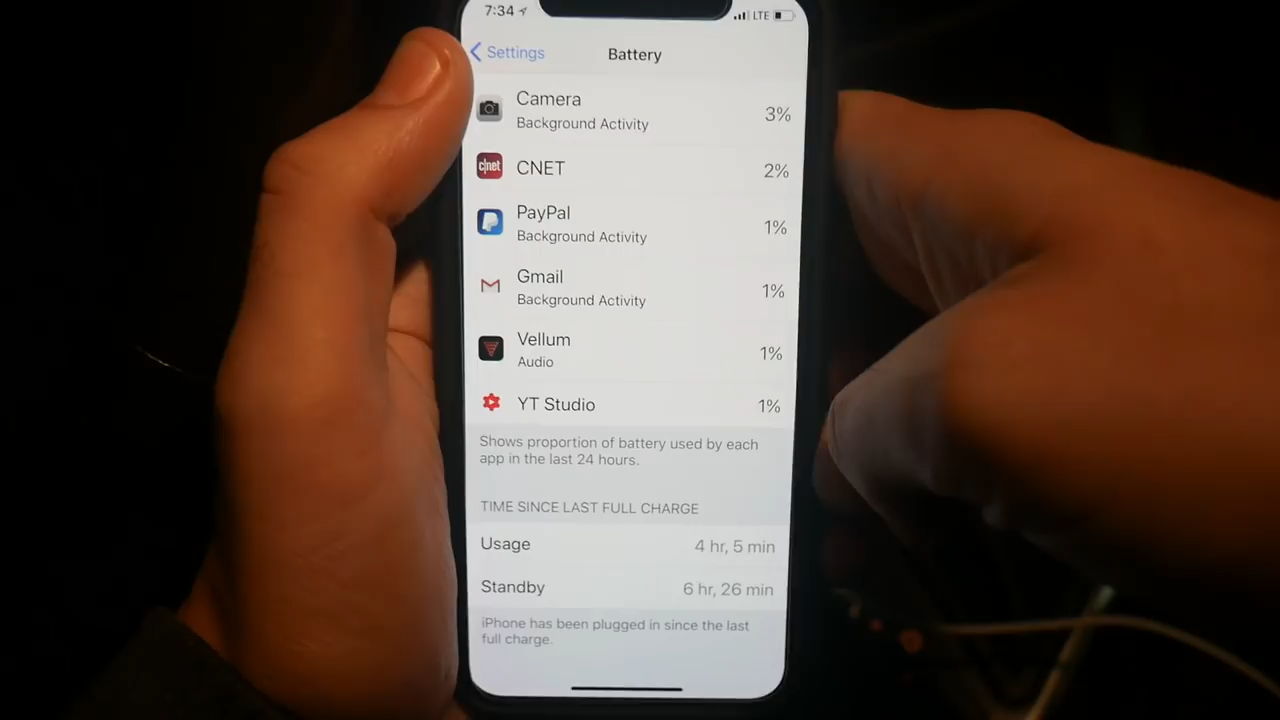 7:34
LTE
Settings
Battery
Camera
Background Activity
3%
cnet
CNET
2%
PayPal
Background Activity
1%
Gmail
Background Activity
1%
Vellum
Audio
1%
YT Studio
1%
Shows proportion of battery used by each
app in the last 24 hours.
TIME SINCE LAST FULL CHARGE
Usage
4 hr, 5 min
Standby
6 hr, 26 min
iPhone has been plugged in since the last
full charge.